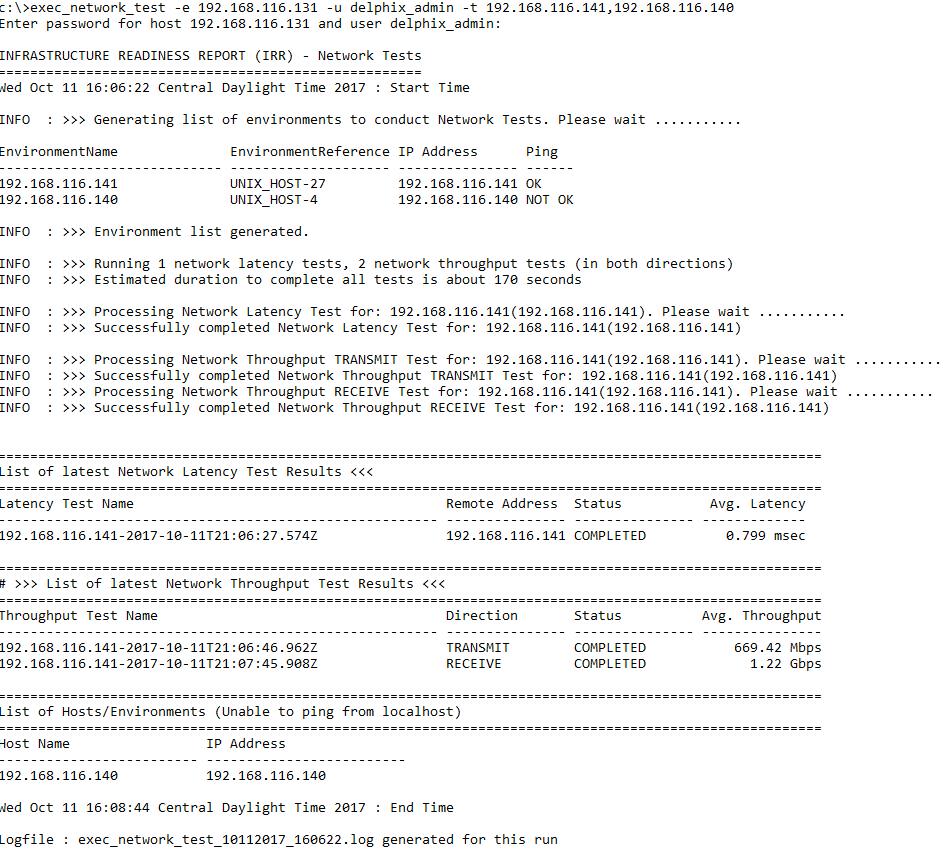 c:\>exec_network_test -e 192.168.116.131 -u delphix_admin -t 192.168.116.141,192.168.116.140
Enter password for host 192.168.116.131 and user delphix_admin:
INFRASTRUCTURE READINESS REPORT (IRR) - Network Tests
=====================================================
Wed Oct 11 16:06:22 Central Daylight Time 2017 : Start Time
INFO  : >>> Generating list of environments to conduct Network Tests. Please wait ...........
EnvironmentName              EnvironmentReference IP Address      Ping
---------------------------- -------------------- --------------- ------
192.168.116.141              UNIX_HOST-27         192.168.116.141 OK
192.168.116.140              UNIX_HOST-4          192.168.116.140 NOT OK
INFO  : >>> Environment list generated.
INFO  : >>> Running 1 network latency tests, 2 network throughput tests (in both directions)
INFO  : >>> Estimated duration to complete all tests is about 170 seconds
INFO  : >>> Processing Network Latency Test for: 192.168.116.141(192.168.116.141). Please wait ...........
INFO  : >>> Successfully completed Network Latency Test for: 192.168.116.141(192.168.116.141)
INFO  : >>> Processing Network Throughput TRANSMIT Test for: 192.168.116.141(192.168.116.141). Please wait ...........
INFO  : >>> Successfully completed Network Throughput TRANSMIT Test for: 192.168.116.141(192.168.116.141)
INFO  : >>> Processing Network Throughput RECEIVE Test for: 192.168.116.141(192.168.116.141). Please wait ...........
INFO  : >>> Successfully completed Network Throughput RECEIVE Test for: 192.168.116.141(192.168.116.141)
=======================================================================================================
List of latest Network Latency Test Results <<<
=======================================================================================================
Latency Test Name                                       Remote Address  Status              Avg. Latency
------------------------------------------------------- --------------- --------------- -------------
192.168.116.141-2017-10-11T21:06:27.574Z                192.168.116.141 COMPLETED          0.799 msec
=======================================================================================================
# >>> List of latest Network Throughput Test Results <<<
=======================================================================================================
Throughput Test Name                                    Direction       Status          Avg. Throughput
------------------------------------------------------- --------------- --------------- ---------------
192.168.116.141-2017-10-11T21:06:46.962Z                TRANSMIT        COMPLETED           669.42 Mbps
192.168.116.141-2017-10-11T21:07:45.908Z                RECEIVE         COMPLETED             1.22 Gbps
=======================================================================================================
List of Hosts/Environments (Unable to ping from localhost)
=======================================================================================================
Host Name                 IP Address
------------------------- -------------------------
192.168.116.140           192.168.116.140
Wed Oct 11 16:08:44 Central Daylight Time 2017 : End Time
Logfile : exec_network_test_10112017_160622.log generated for this run